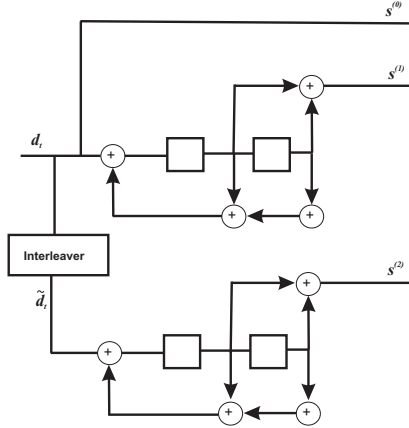 s^(0)
s^(1)
d_t
+
+
+
+
Interleaver
s^(2)
d̃_t
+
+
+
+